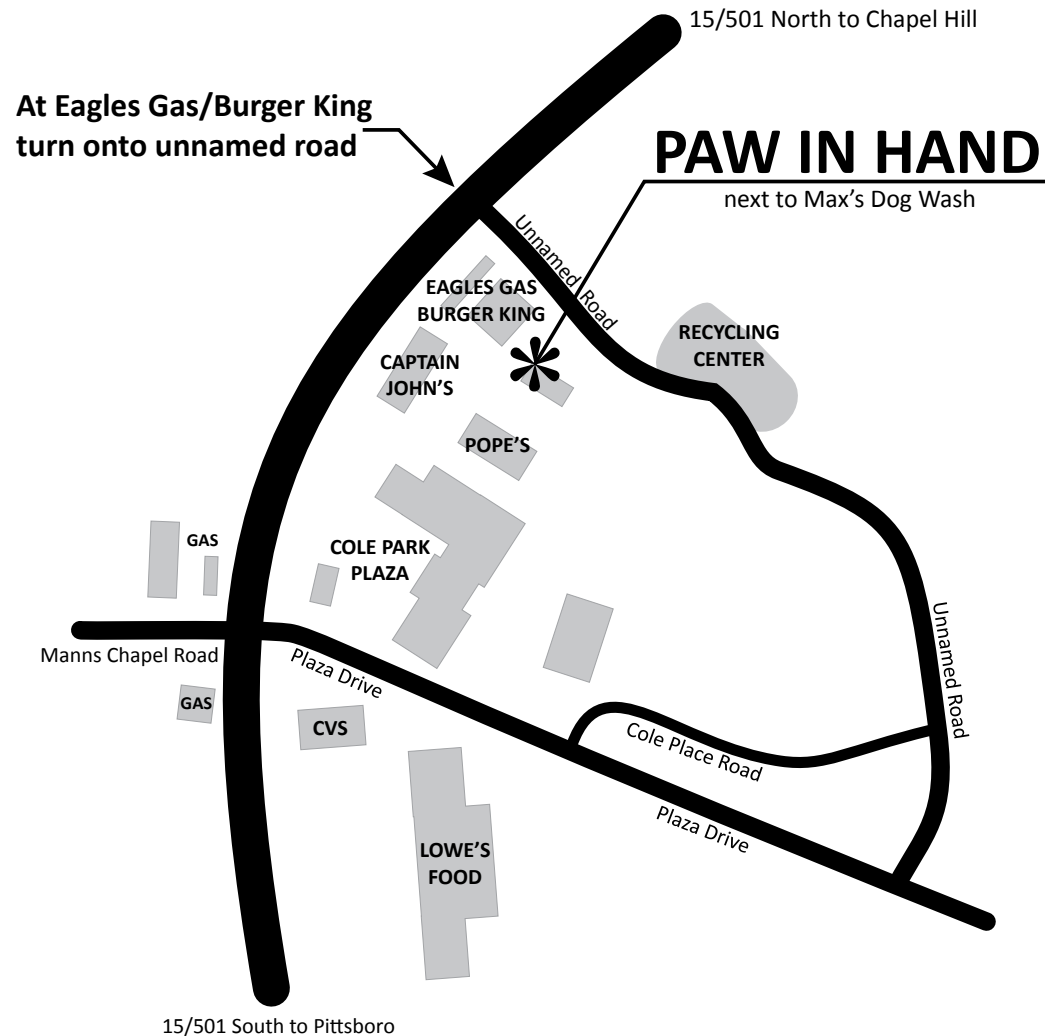 15/501 North to Chapel Hill
At Eagles Gas/Burger King
turn onto unnamed road
PAW IN HAND
next to Max’s Dog Wash
Unnamed Road
EAGLES GAS
BURGER KING
RECYCLING
CENTER
CAPTAIN
JOHN’S
POPE’S
GAS
COLE PARK
PLAZA
Manns Chapel Road
Plaza Drive
Unnamed Road
GAS
CVS
Cole Place Road
Plaza Drive
LOWE’S
FOOD
15/501 South to Pittsboro